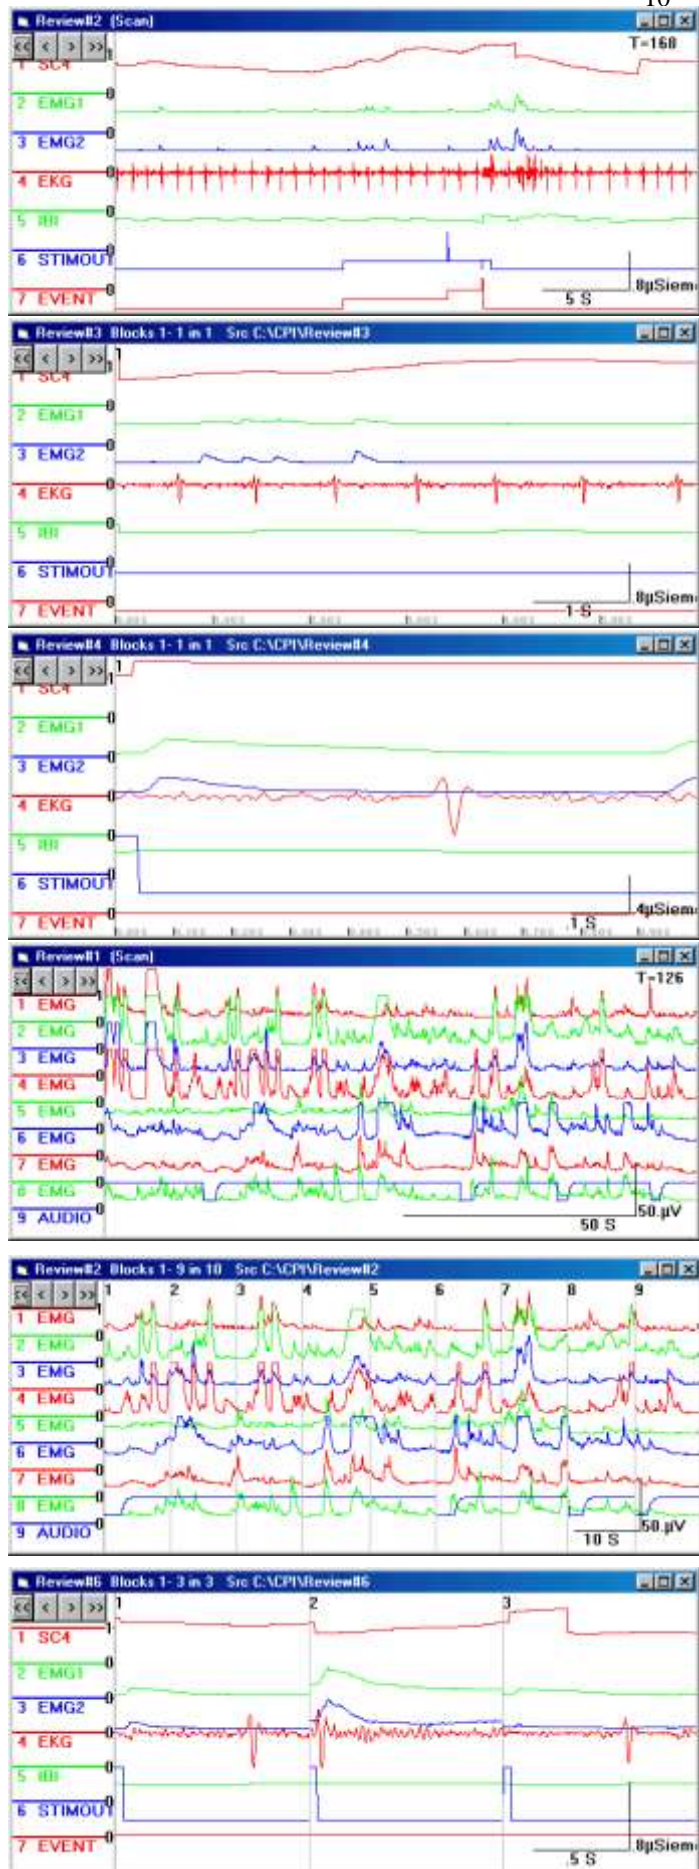 10
Review#2 (Scan)
<< < > >>
T=168
1 SC4
2 EMG1
3 EMG2
4 EKG
5 IBI
6 STIMOUT
7 EVENT
5 S
8µSiem
Review#3 Blocks 1- 1 in 1 Src C:\CPI\Review#3
<< < > >>
1
1 SC4
2 EMG1
3 EMG2
4 EKG
5 IBI
6 STIMOUT
7 EVENT
1 S
8µSiem
Review#4 Blocks 1- 1 in 1 Src C:\CPI\Review#4
<< < > >>
1
1 SC4
2 EMG1
3 EMG2
4 EKG
5 IBI
6 STIMOUT
7 EVENT
.1 S
4µSiem
Review#1 (Scan)
<< < > >>
T=126
1 EMG
2 EMG
3 EMG
4 EMG
5 EMG
6 EMG
7 EMG
8 EMG
9 AUDIO
50 S
50 µV
Review#2 Blocks 1- 9 in 10 Src C:\CPI\Review#2
<< < > >>
1 2 3 4 5 6 7 8 9
1 EMG
2 EMG
3 EMG
4 EMG
5 EMG
6 EMG
7 EMG
8 EMG
9 AUDIO
10 S
50 µV
Review#6 Blocks 1- 3 in 3 Src C:\CPI\Review#6
<< < > >>
1 2 3
1 SC4
2 EMG1
3 EMG2
4 EKG
5 IBI
6 STIMOUT
7 EVENT
5 S
8µSiem